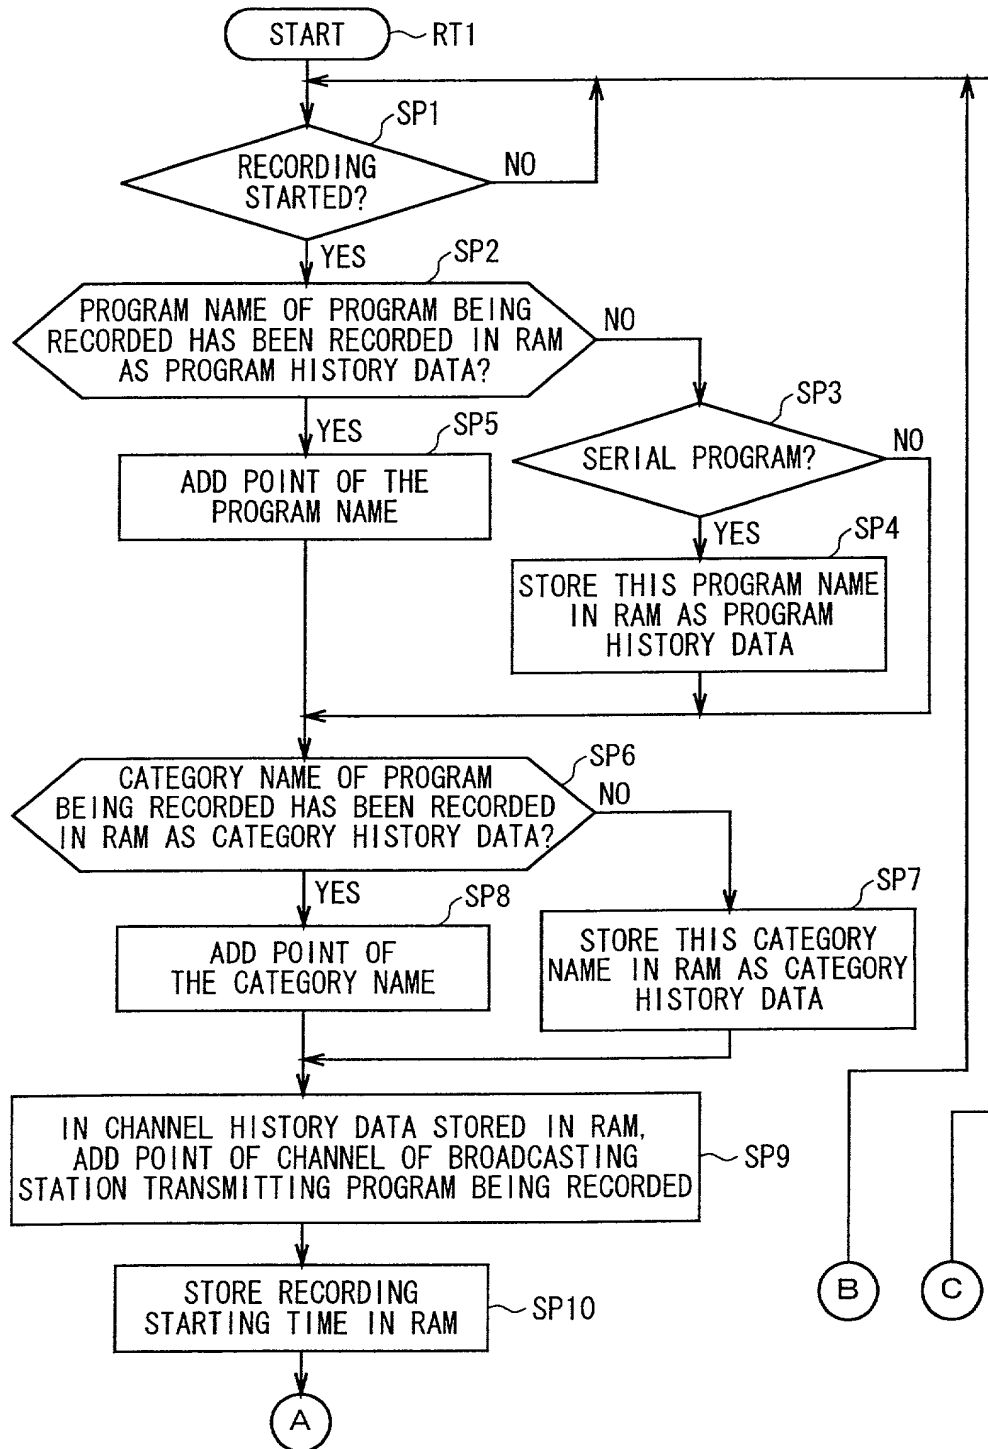 START
RT1
SP1
RECORDING
STARTED?
NO
YES
SP2
PROGRAM NAME OF PROGRAM BEING
RECORDED HAS BEEN RECORDED IN RAM
AS PROGRAM HISTORY DATA?
NO
YES
SP3
SERIAL PROGRAM?
NO
SP5
ADD POINT OF THE
PROGRAM NAME
YES
SP4
STORE THIS PROGRAM NAME
IN RAM AS PROGRAM
HISTORY DATA
SP6
CATEGORY NAME OF PROGRAM
BEING RECORDED HAS BEEN RECORDED
IN RAM AS CATEGORY HISTORY DATA?
NO
YES
SP8
ADD POINT OF
THE CATEGORY NAME
SP7
STORE THIS CATEGORY
NAME IN RAM AS CATEGORY
HISTORY DATA
IN CHANNEL HISTORY DATA STORED IN RAM,
ADD POINT OF CHANNEL OF BROADCASTING
STATION TRANSMITTING PROGRAM BEING RECORDED
SP9
STORE RECORDING
STARTING TIME IN RAM
SP10
B
C
A